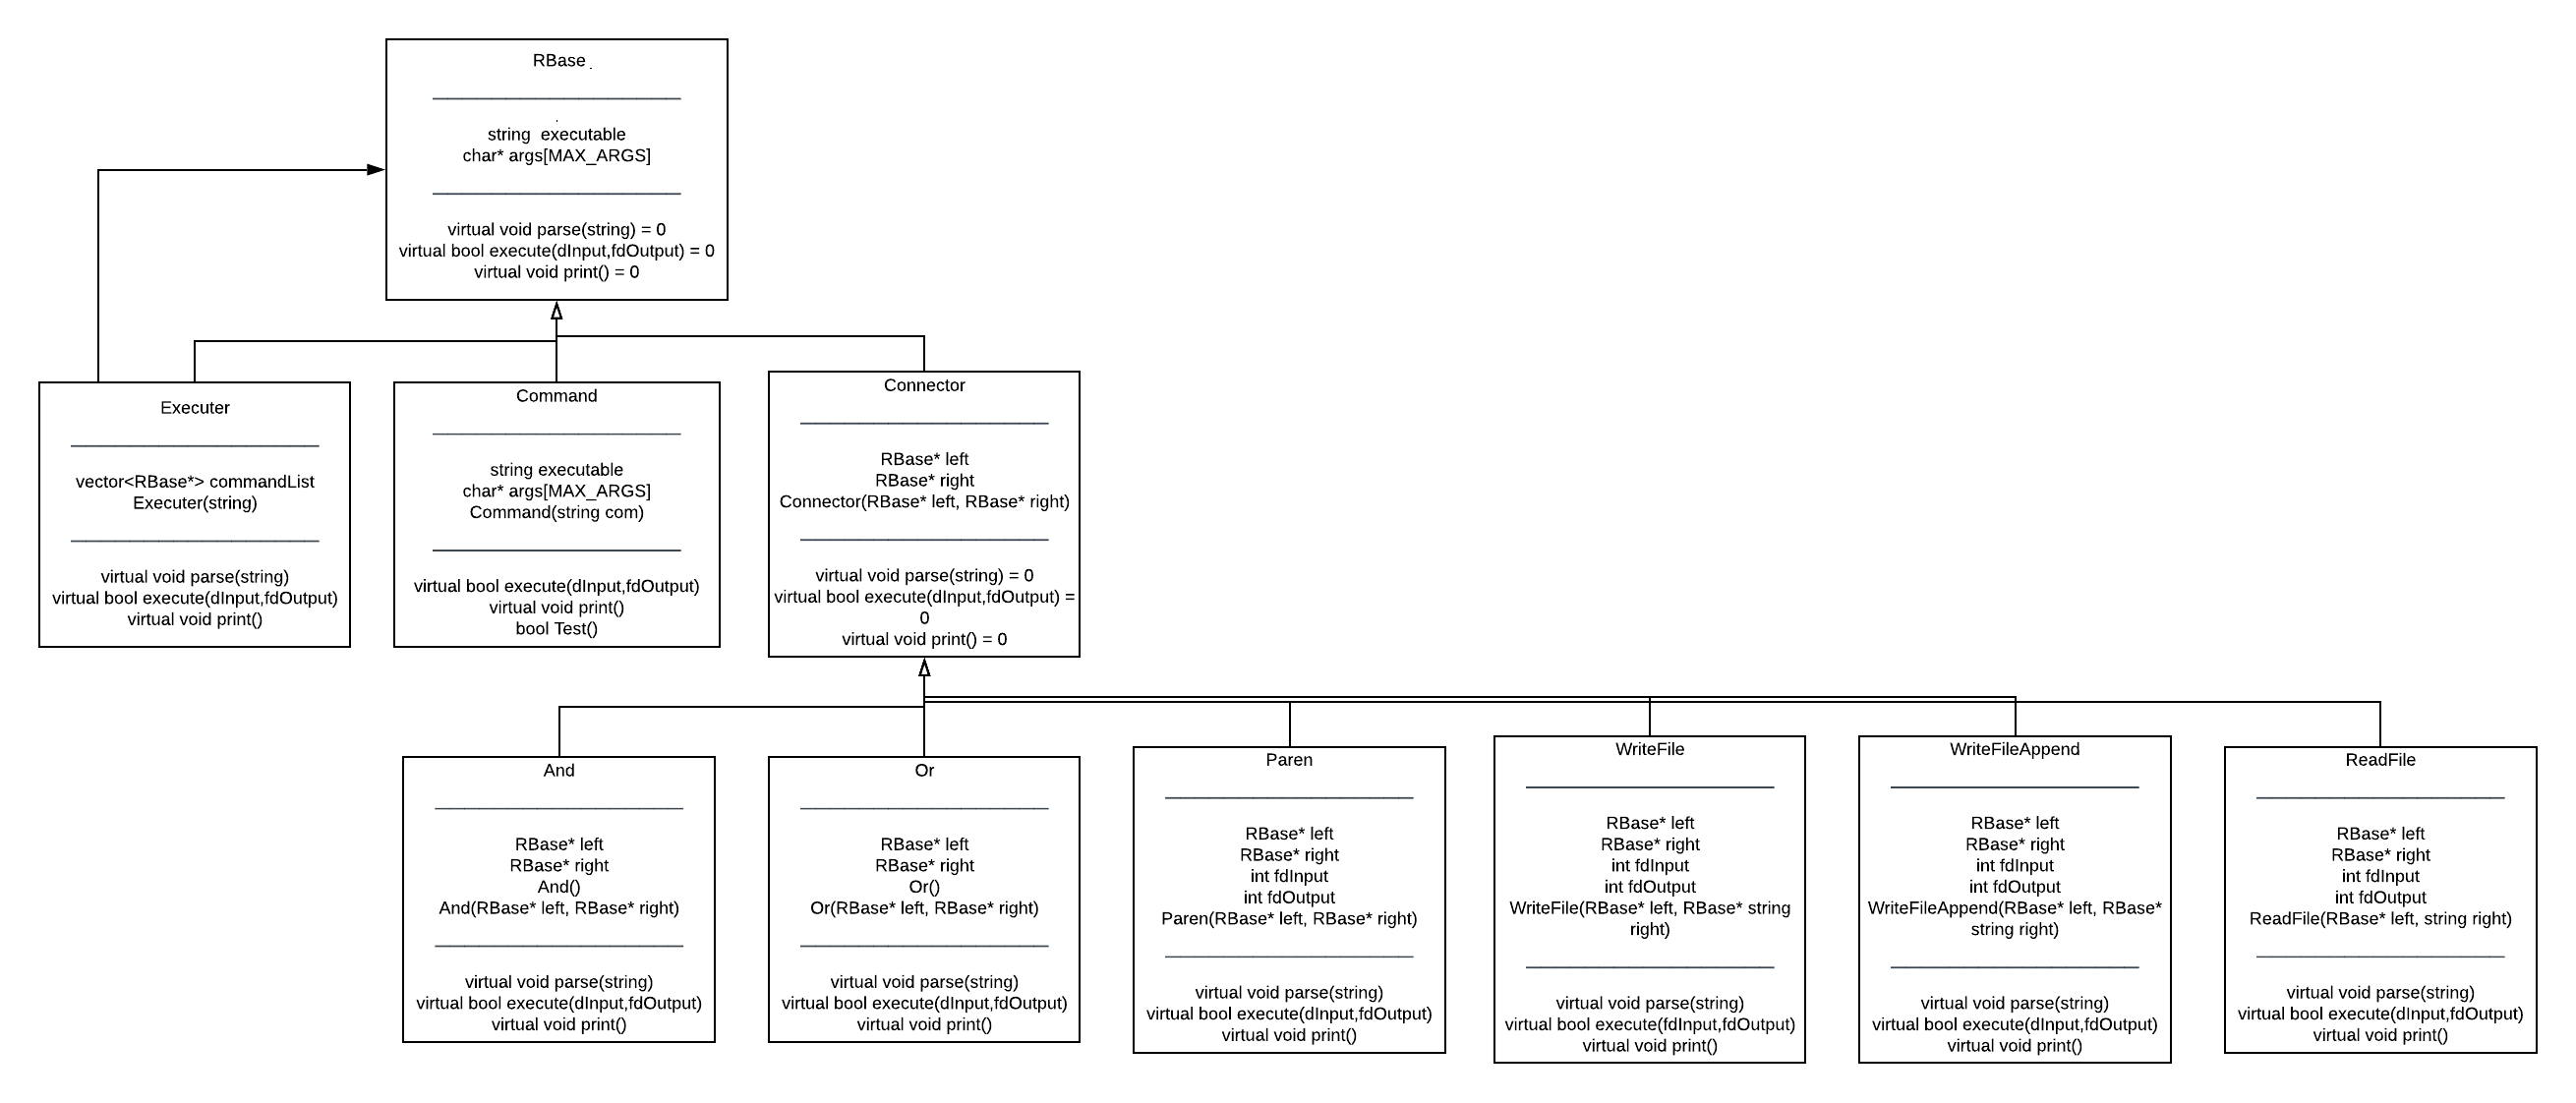 RBase
string  executable
char* args[MAX_ARGS]
virtual void parse(string) = 0
virtual bool execute(dInput,fdOutput) = 0
virtual void print() = 0
Executer
vector<RBase*> commandList
Executer(string)
virtual void parse(string)
virtual bool execute(dInput,fdOutput)
virtual void print()
Command
string executable
char* args[MAX_ARGS]
Command(string com)
virtual bool execute(dInput,fdOutput)
virtual void print()
bool Test()
Connector
RBase* left
RBase* right
Connector(RBase* left, RBase* right)
virtual void parse(string) = 0
virtual bool execute(dInput,fdOutput) =
0
virtual void print() = 0
And
RBase* left
RBase* right
And()
And(RBase* left, RBase* right)
virtual void parse(string)
virtual bool execute(dInput,fdOutput)
virtual void print()
Or
RBase* left
RBase* right
Or()
Or(RBase* left, RBase* right)
virtual void parse(string)
virtual bool execute(dInput,fdOutput)
virtual void print()
Paren
RBase* left
RBase* right
int fdInput
int fdOutput
Paren(RBase* left, RBase* right)
virtual void parse(string)
virtual bool execute(dInput,fdOutput)
virtual void print()
WriteFile
RBase* left
RBase* right
int fdInput
int fdOutput
WriteFile(RBase* left, RBase* string
right)
virtual void parse(string)
virtual bool execute(fdInput,fdOutput)
virtual void print()
WriteFileAppend
RBase* left
RBase* right
int fdInput
int fdOutput
WriteFileAppend(RBase* left, RBase*
string right)
virtual void parse(string)
virtual bool execute(dInput,fdOutput)
virtual void print()
ReadFile
RBase* left
RBase* right
int fdInput
int fdOutput
ReadFile(RBase* left, string right)
virtual void parse(string)
virtual bool execute(dInput,fdOutput)
virtual void print()